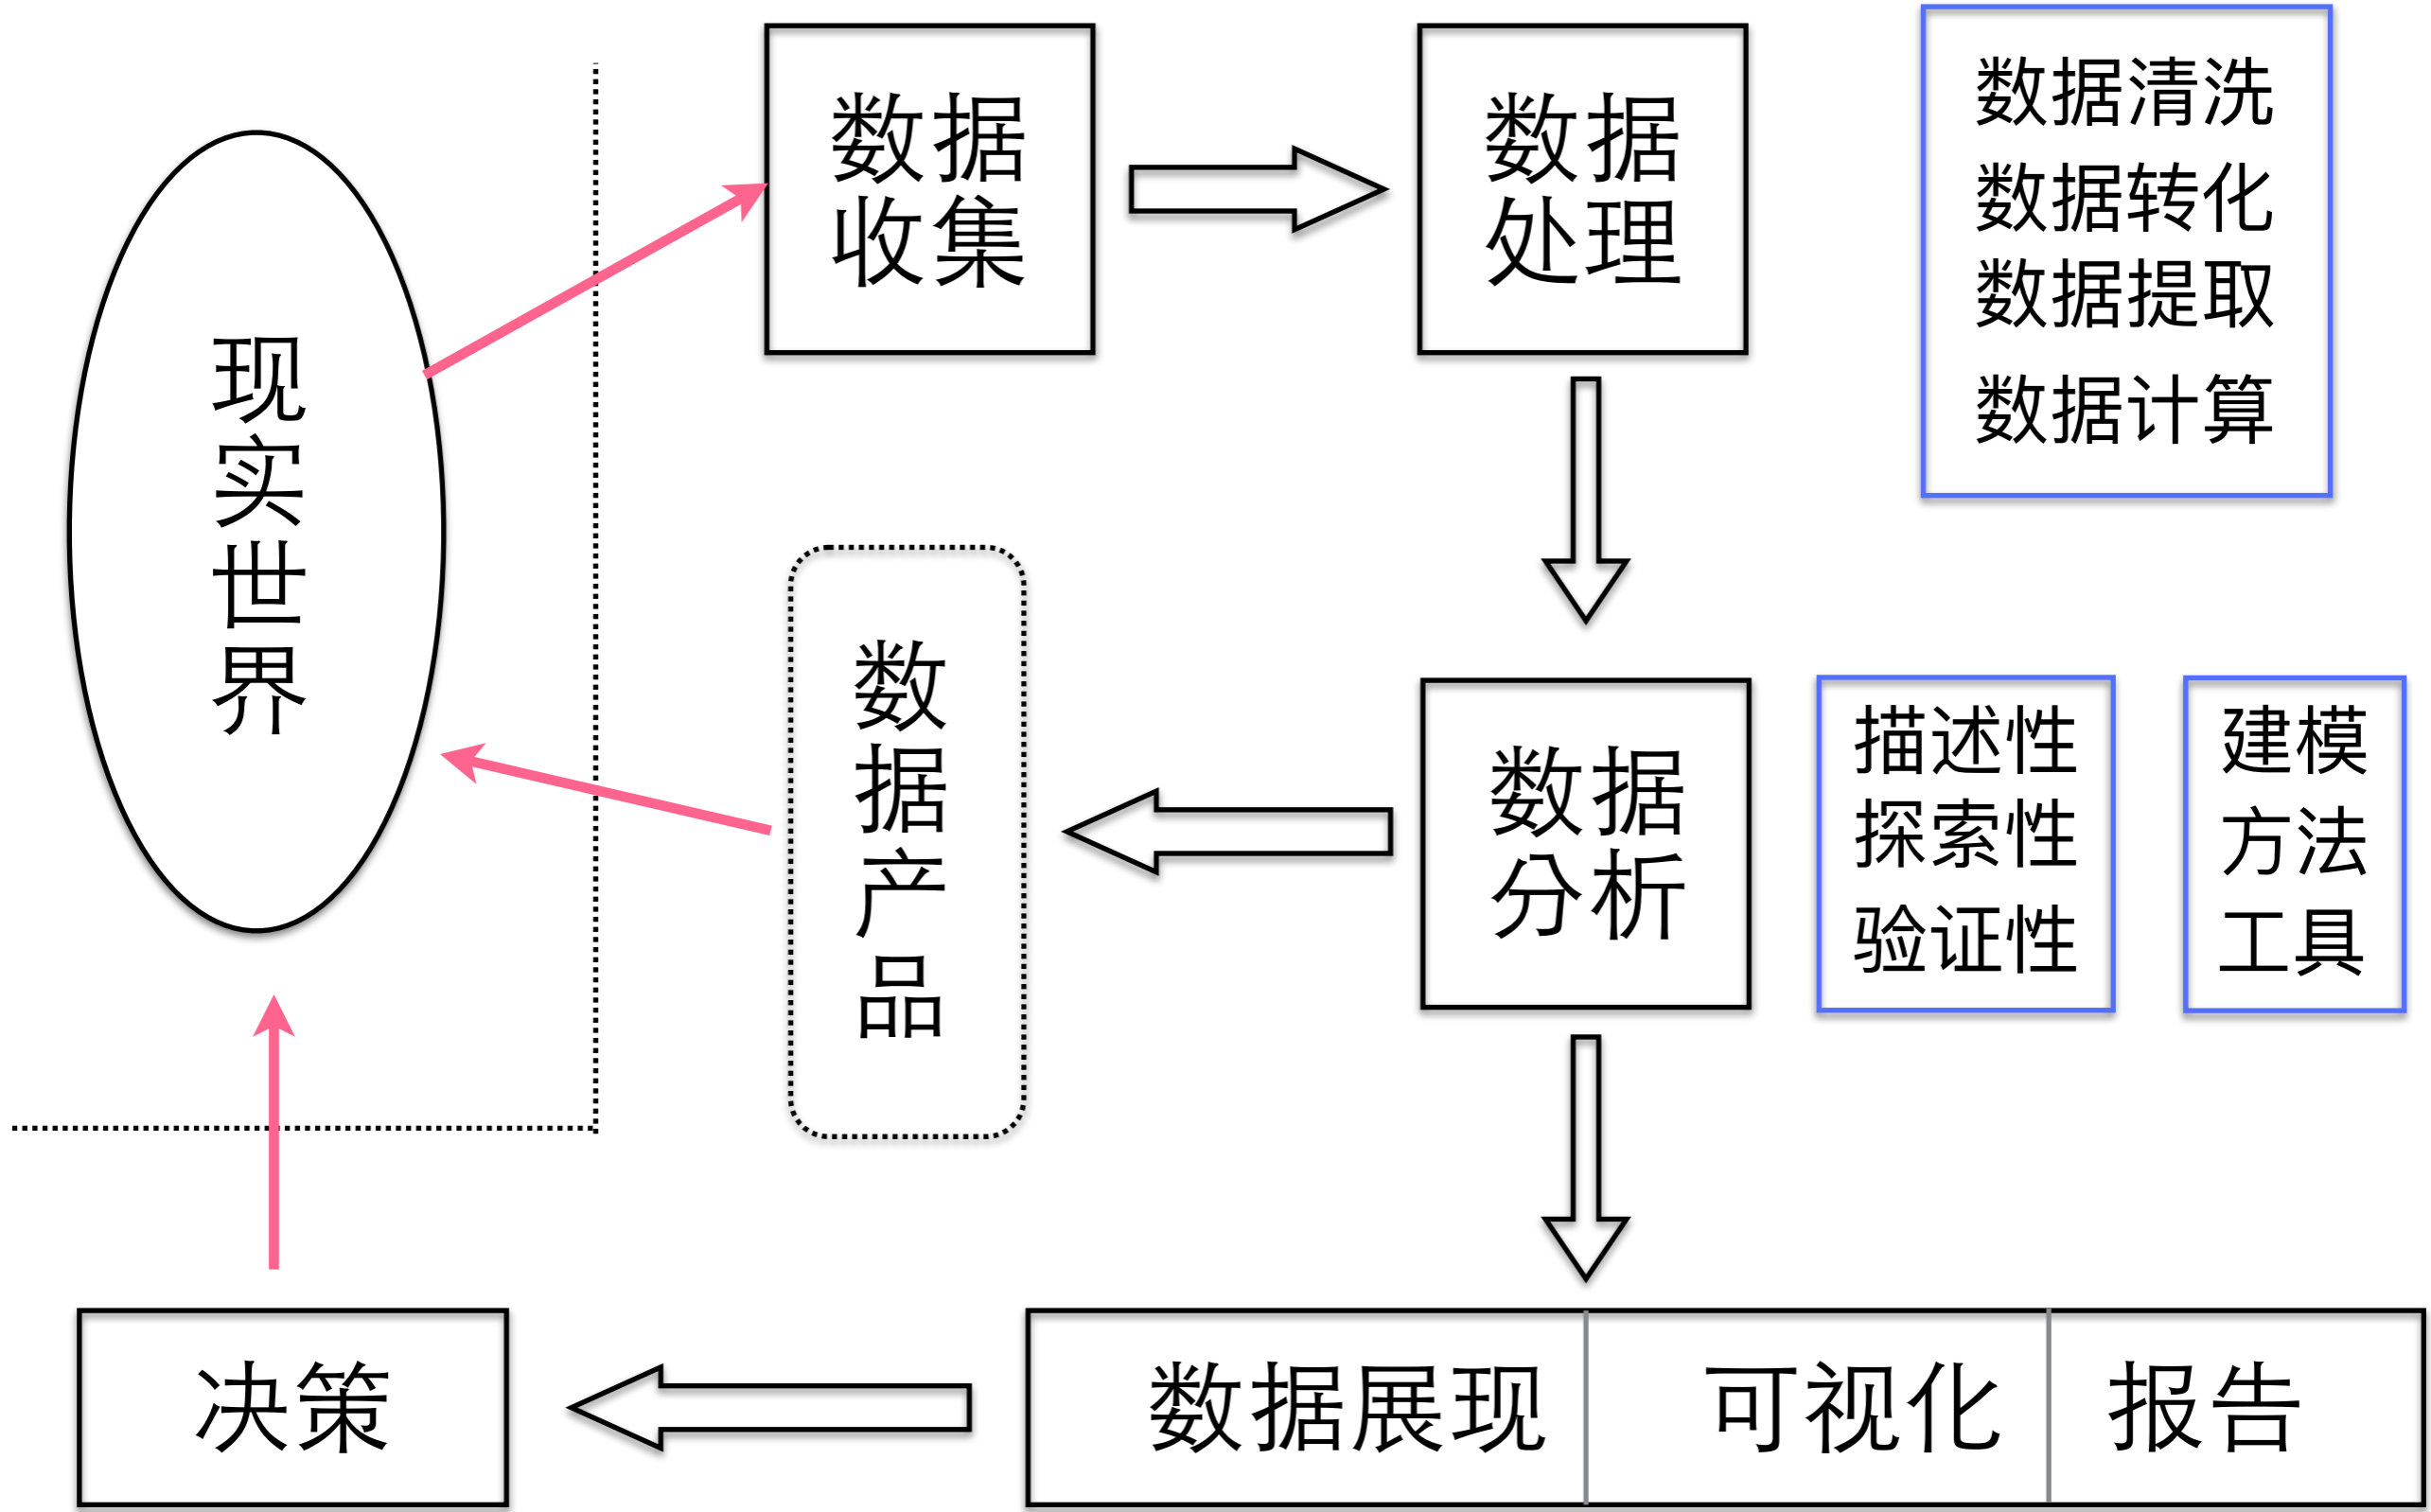 现
实
世
界
数据
收集
数据
处理
数据清洗
数据转化
数据提取
数据计算
数
据
产
品
数据
分析
描述性
探索性
验证性
建模
方法
工具
决策
数据展现
可视化
报告